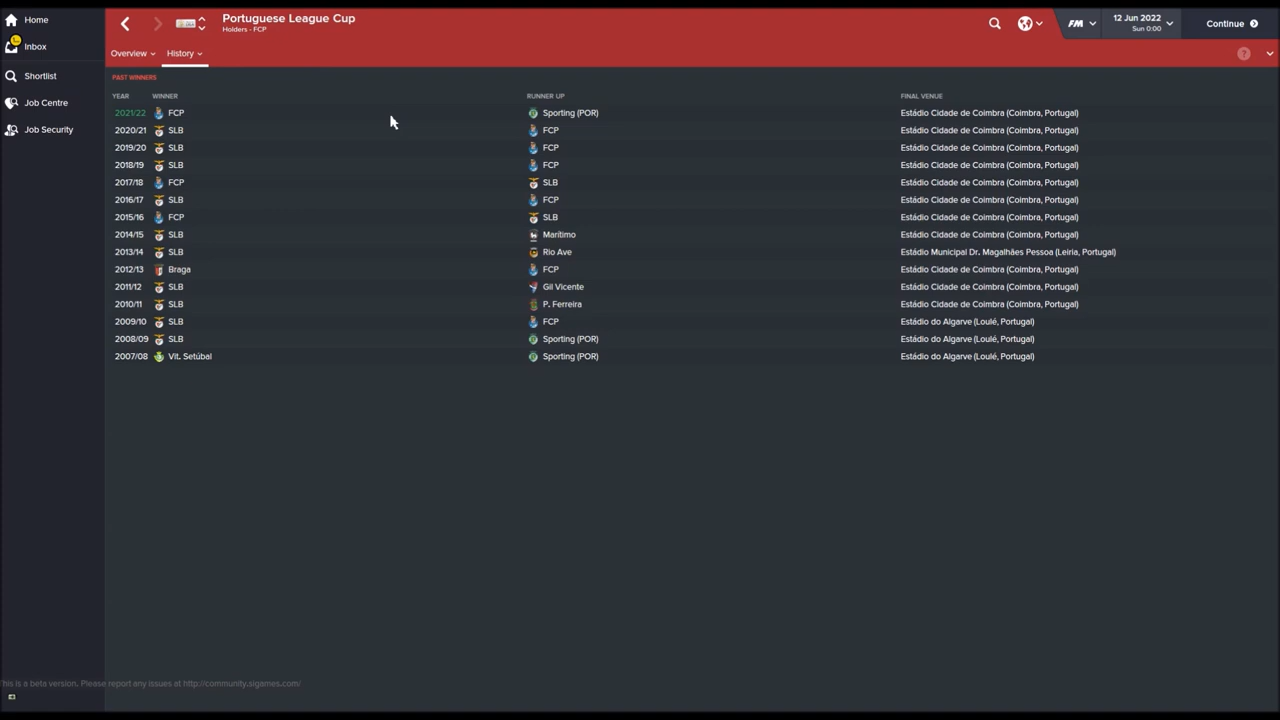 Home
Inbox
Shortlist
Job Centre
Job Security
Portuguese League Cup
Holders - FCP
FM
12 Jun 2022
Sun 0:00
Continue
Overview
History
PAST WINNERS
YEAR WINNER RUNNER UP FINAL VENUE
2021/22 FCP Sporting (POR) Estádio Cidade de Coimbra (Coimbra, Portugal)
2020/21 SLB FCP Estádio Cidade de Coimbra (Coimbra, Portugal)
2019/20 SLB FCP Estádio Cidade de Coimbra (Coimbra, Portugal)
2018/19 SLB FCP Estádio Cidade de Coimbra (Coimbra, Portugal)
2017/18 FCP SLB Estádio Cidade de Coimbra (Coimbra, Portugal)
2016/17 SLB FCP Estádio Cidade de Coimbra (Coimbra, Portugal)
2015/16 FCP SLB Estádio Cidade de Coimbra (Coimbra, Portugal)
2014/15 SLB Marítimo Estádio Cidade de Coimbra (Coimbra, Portugal)
2013/14 SLB Rio Ave Estádio Municipal Dr. Magalhães Pessoa (Leiria, Portugal)
2012/13 Braga FCP Estádio Cidade de Coimbra (Coimbra, Portugal)
2011/12 SLB Gil Vicente Estádio Cidade de Coimbra (Coimbra, Portugal)
2010/11 SLB P. Ferreira Estádio Cidade de Coimbra (Coimbra, Portugal)
2009/10 SLB FCP Estádio do Algarve (Loulé, Portugal)
2008/09 SLB Sporting (POR) Estádio do Algarve (Loulé, Portugal)
2007/08 Vit. Setúbal Sporting (POR) Estádio do Algarve (Loulé, Portugal)
This is a beta version. Please report any issues at http://community.sigames.com/